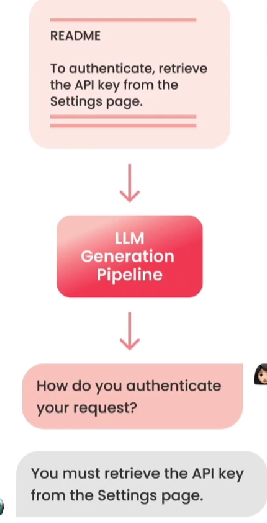 README
To authenticate, retrieve
the API key from the
Settings page.
LLM
Generation
Pipeline
How do you authenticate
your request?
You must retrieve the API key
from the Settings page.